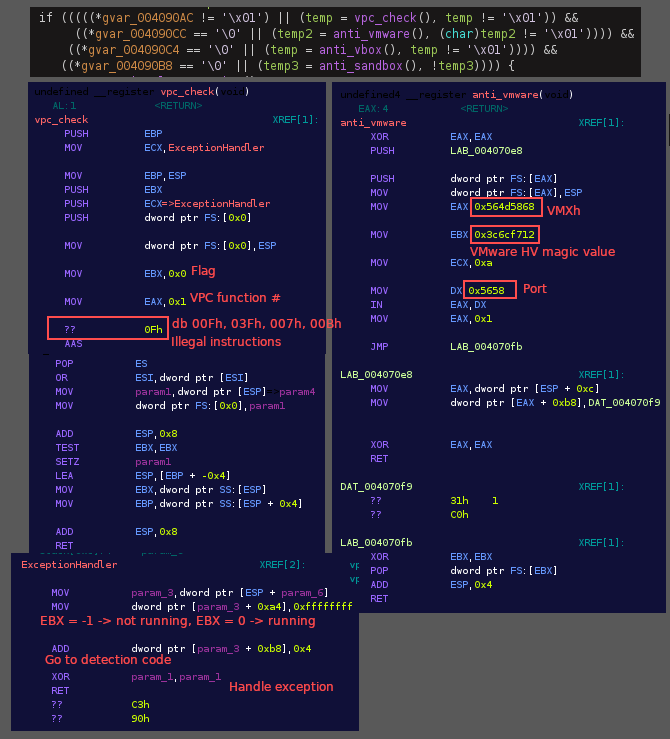 if (((((*gvar_004090AC != '\x01') || (temp = vpc_check(), temp != '\x01')) &&
((*gvar_004090CC == '\0' || (temp2 = anti_vmware(), (char)temp2 != '\x01')))) &&
((*gvar_004090C4 == '\0' || (temp = anti_vbox(), temp != '\x01')))) &&
((*gvar_004090B8 == '\0' || (temp3 = anti_sandbox(), !temp3)))) {
undefined __register vpc_check(void)
AL:1 <RETURN>
vpc_check XREF[1]:
PUSH EBP
MOV ECX,ExceptionHandler
MOV EBP,ESP
PUSH EBX
PUSH ECX=>ExceptionHandler
PUSH dword ptr FS:[0x0]
MOV dword ptr FS:[0x0],ESP
MOV EBX,0x0 Flag
MOV EAX,0x1 VPC function #
?? 0Fh db 00Fh, 03Fh, 007h, 00Bh
AAS Illegal instructions
POP ES
OR ESI,dword ptr [ESI]
MOV param1,dword ptr [ESP]=>param4
MOV dword ptr FS:[0x0],param1
ADD ESP,0x8
TEST EBX,EBX
SETZ param1
LEA ESP,[EBP + -0x4]
MOV EBX,dword ptr SS:[ESP]
MOV EBP,dword ptr SS:[ESP + 0x4]
ADD ESP,0x8
RET
ExceptionHandler XREF[2]: vp
vp
MOV param_3,dword ptr [ESP + param_6]
MOV dword ptr [param_3 + 0xa4],0xffffffff
EBX = -1 -> not running, EBX = 0 -> running
ADD dword ptr [param_3 + 0xb8],0x4
Go to detection code
XOR param_1,param_1
RET Handle exception
?? C3h
?? 90h
undefined4 __register anti_vmware(void)
EAX:4 <RETURN>
anti_vmware XREF[1]:
XOR EAX,EAX
PUSH LAB_004070e8
PUSH dword ptr FS:[EAX]
MOV dword ptr FS:[EAX],ESP
MOV EAX,0x564d5868 VMXh
MOV EBX,0x3c6cf712
VMware HV magic value
MOV ECX,0xa
MOV DX,0x5658 Port
IN EAX,DX
MOV EAX,0x1
JMP LAB_004070fb
LAB_004070e8 XREF[1]:
MOV EAX,dword ptr [ESP + 0xc]
MOV dword ptr [EAX + 0xb8],DAT_004070f9
XOR EAX,EAX
RET
DAT_004070f9 XREF[1]:
?? 31h 1
?? C0h
LAB_004070fb XREF[1]:
XOR EBX,EBX
POP dword ptr FS:[EBX]
ADD ESP,0x4
RET